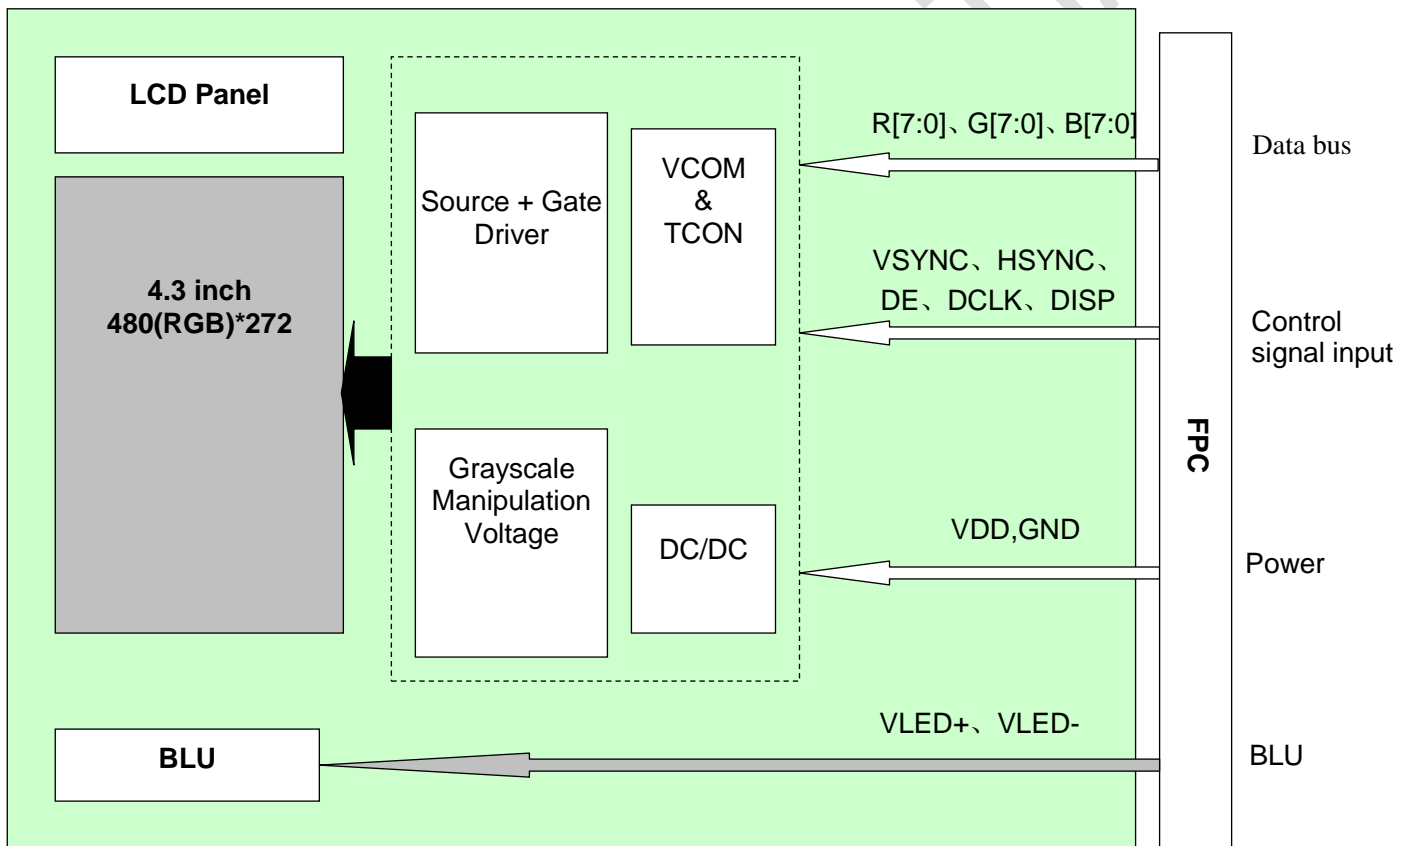 LCD Panel
4.3 inch
480(RGB)*272
Source + Gate
Driver
VCOM
&
TCON
Grayscale
Manipulation
Voltage
DC/DC
BLU
R[7:0]、G[7:0]、B[7:0]
VSYNC、HSYNC、
DE、DCLK、DISP
VDD,GND
VLED+、VLED-
FPC
Data bus
Control
signal input
Power
BLU